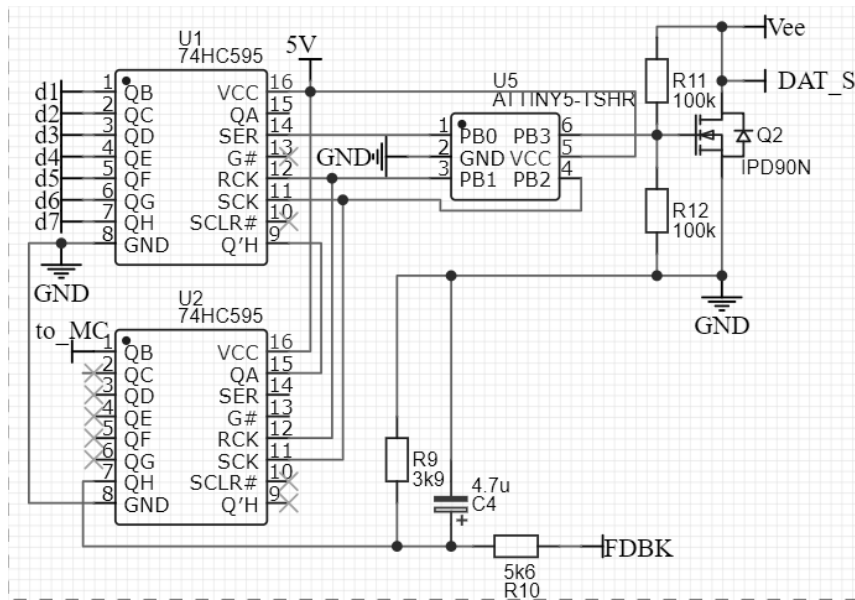 U1
74HC595
1 QB VCC 16
2 QC QA 15
3 QD SER 14
4 QE G# 13
5 QF RCK 12
6 QG SCK 11
7 QH SCLR# 10
8 GND Q'H 9
d1
d2
d3
d4
d5
d6
d7
GND
5V
U5
ATTINY5-TSHR
1 PB0 PB3 6
2 GND VCC 5
3 PB1 PB2 4
GND
Vee
DAT_S
R11
100k
Q2
IPD90N
R12
100k
GND
U2
74HC595
to_MC
1 QB VCC 16
2 QC QA 15
3 QD SER 14
4 QE G# 13
5 QF RCK 12
6 QG SCK 11
7 QH SCLR# 10
8 GND Q'H 9
R9
3k9
4.7u
C4
+
FDBK
5k6
R10